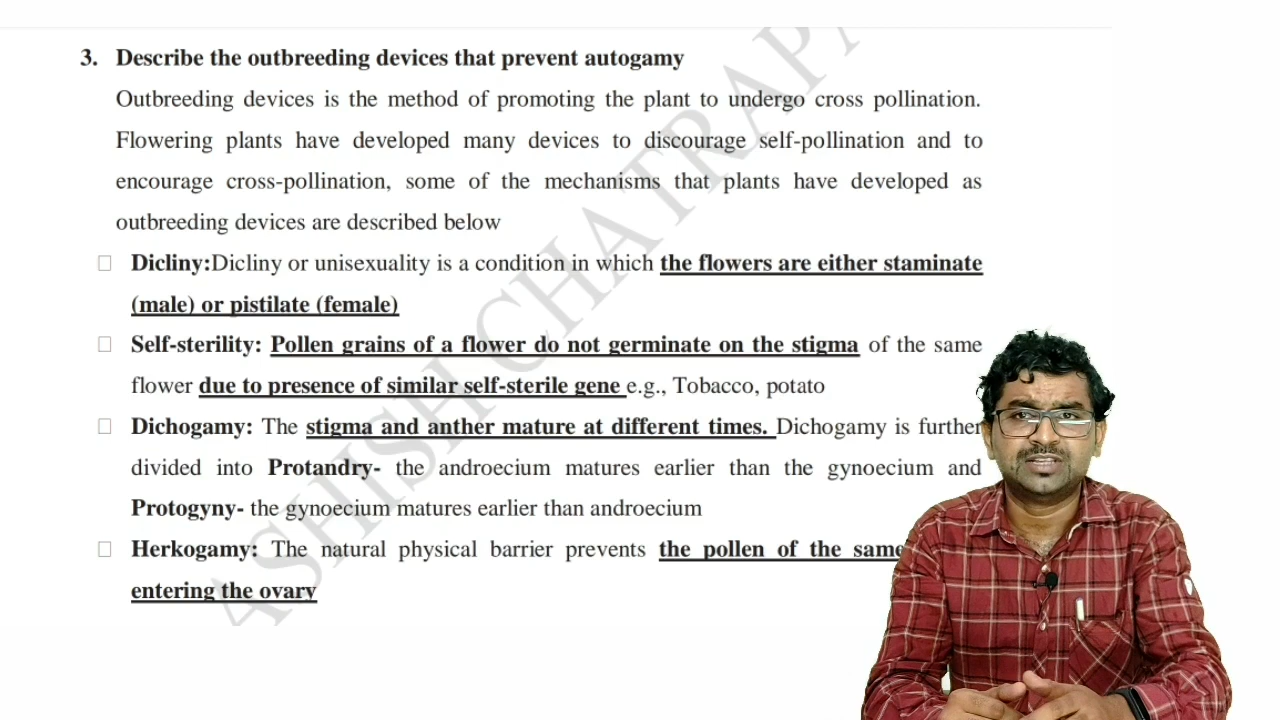 3. Describe the outbreeding devices that prevent autogamy
Outbreeding devices is the method of promoting the plant to undergo cross pollination.
Flowering plants have developed many devices to discourage self-pollination and to
encourage cross-pollination, some of the mechanisms that plants have developed as
outbreeding devices are described below
Dicliny:Dicliny or unisexuality is a condition in which the flowers are either staminate
(male) or pistilate (female)
Self-sterility: Pollen grains of a flower do not germinate on the stigma of the same
flower due to presence of similar self-sterile gene e.g., Tobacco, potato
Dichogamy: The stigma and anther mature at different times. Dichogamy is further
divided into Protandry- the androecium matures earlier than the gynoecium and
Protogyny- the gynoecium matures earlier than androecium
Herkogamy: The natural physical barrier prevents the pollen of the same
entering the ovary
ASHISH CHATRAPA